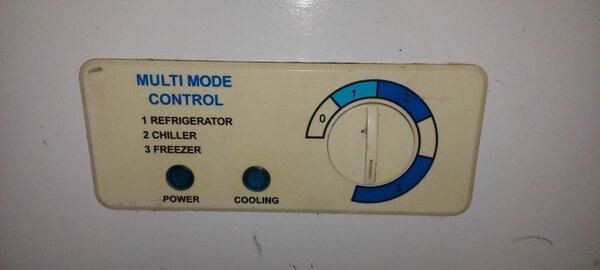 MULTI MODE
CONTROL
1 REFRIGERATOR
2 CHILLER
3 FREEZER
POWER
COOLING
0
1
2
3